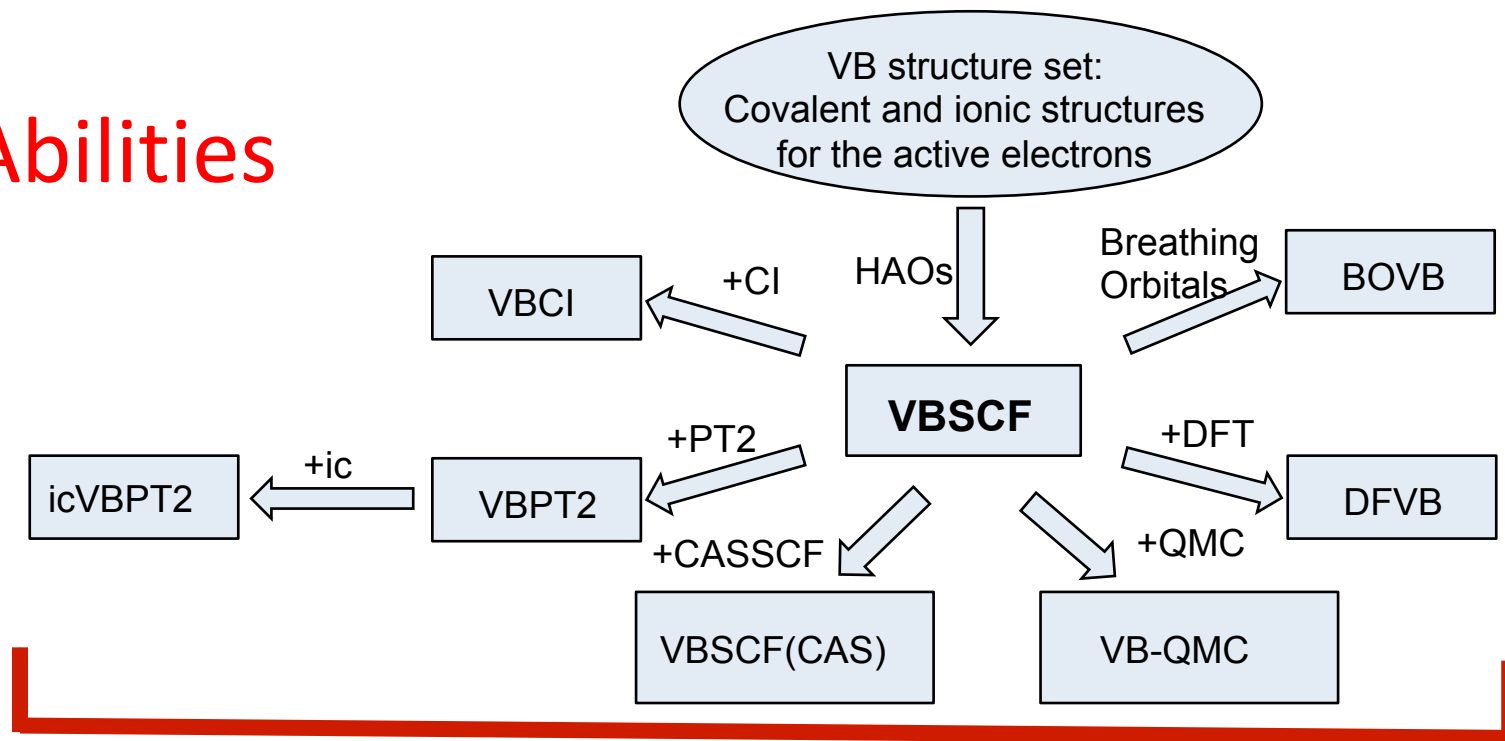 Abilities
VB structure set:
Covalent and ionic structures
for the active electrons
HAOs
Breathing
Orbitals
BOVB
+CI
VBCI
VBSCF
+DFT
DFVB
+PT2
VBPT2
+ic
icVBPT2
+CASSCF
VBSCF(CAS)
+QMC
VB-QMC